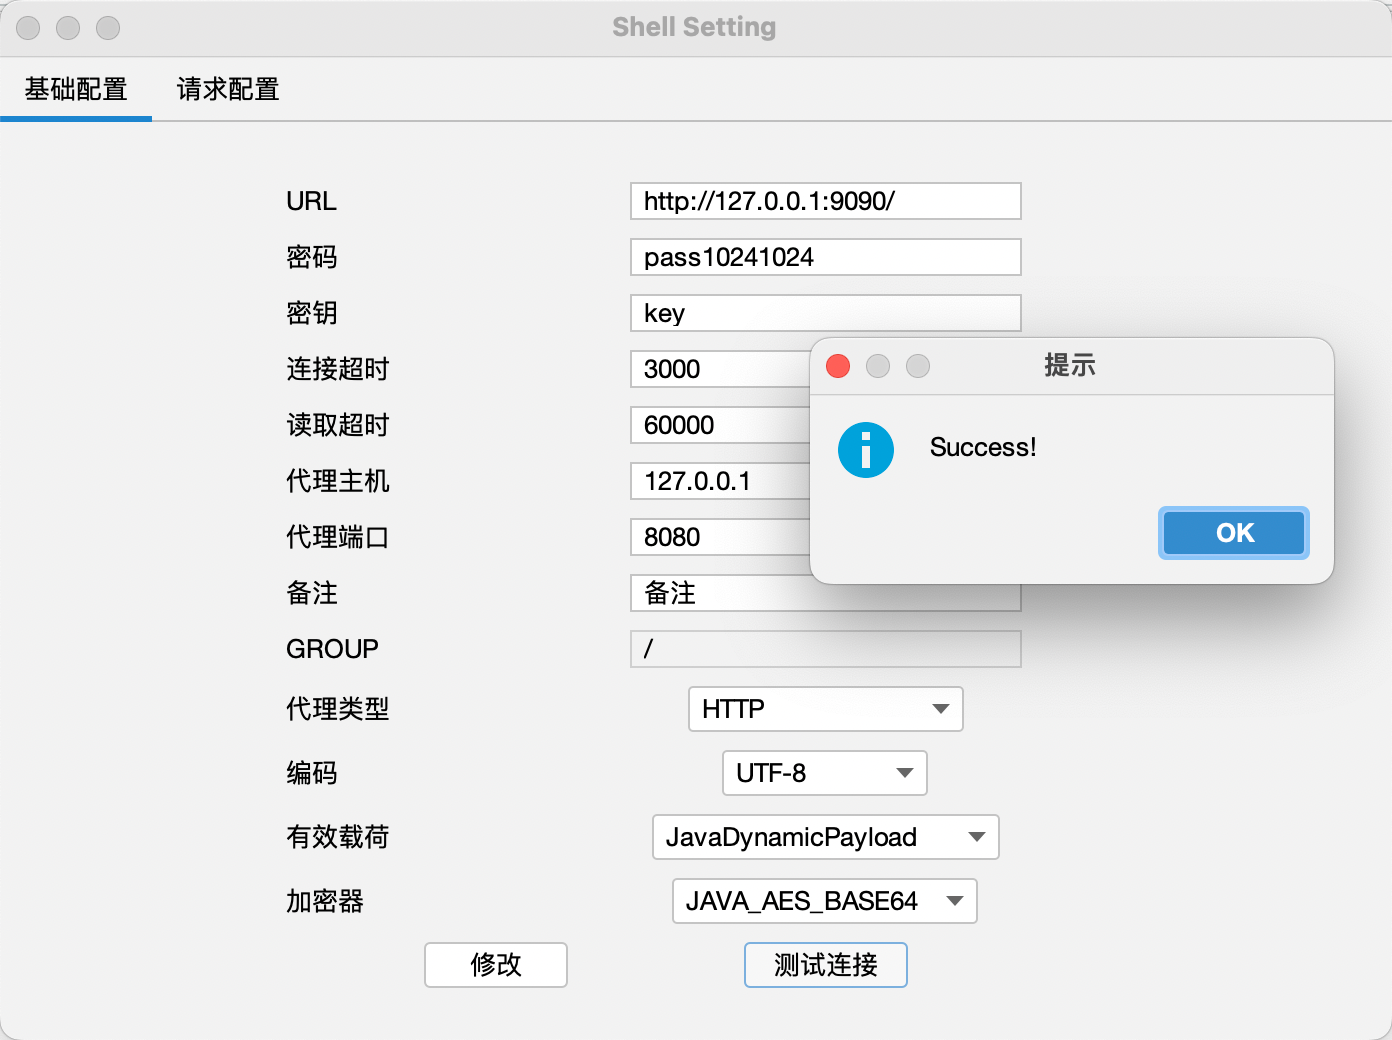 Shell Setting
基础配置 请求配置
URL http://127.0.0.1:9090/
密码 pass10241024
密钥 key
连接超时 3000
读取超时 60000
代理主机 127.0.0.1
代理端口 8080
备注 备注
GROUP /
代理类型 HTTP
编码 UTF-8
有效载荷 JavaDynamicPayload
加密器 JAVA_AES_BASE64
修改 测试连接
提示
Success!
OK